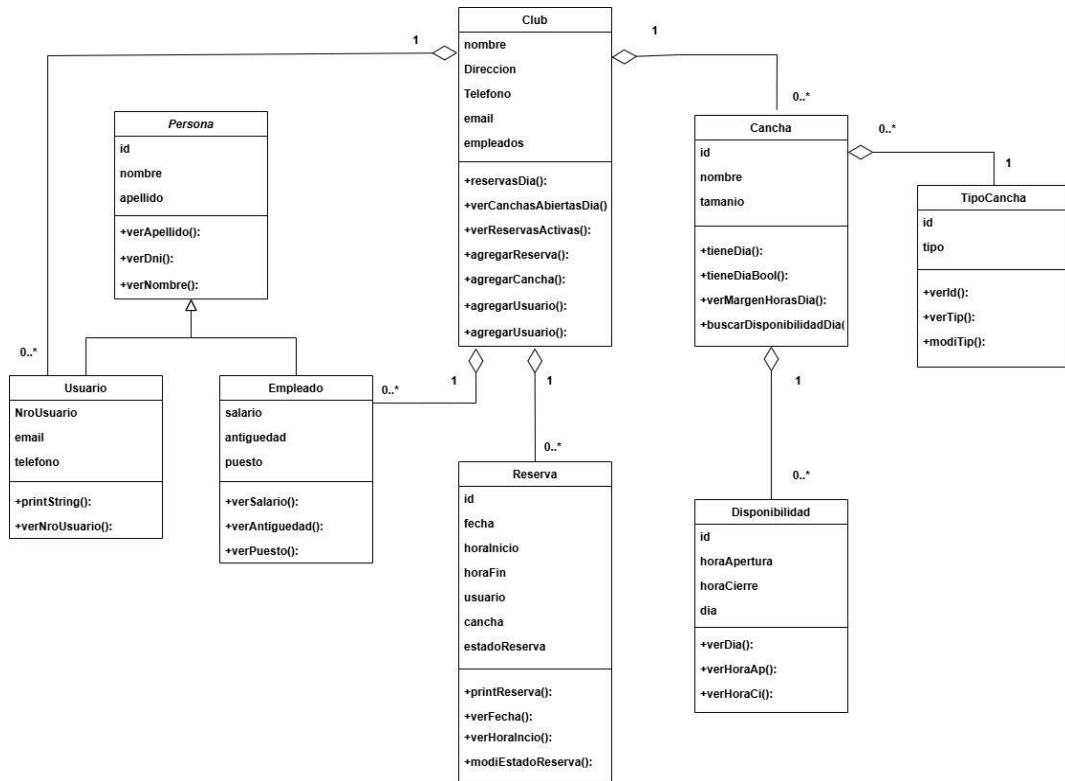 Club
nombre
Direccion
Telefono
email
empleados
+reservasDia():
+verCanchasAbiertasDia()
+verReservasActivas():
+agregarReserva():
+agregarCancha():
+agregarUsuario():
+agregarUsuario():
1
0..*
1
0..*
1
0..*
1
0..*
Persona
id
nombre
apellido
+verApellido():
+verDni():
+verNombre():
Cancha
id
nombre
tamanio
+tieneDia():
+tieneDiaBool():
+verMargenHorasDia():
+buscarDisponibilidadDia(
0..*
1
1
0..*
TipoCancha
id
tipo
+verId():
+verTip():
+modiTip():
Usuario
NroUsuario
email
telefono
+printString():
+verNroUsuario():
Empleado
salario
antiguedad
puesto
+verSalario():
+verAntiguedad():
+verPuesto():
Reserva
id
fecha
horaInicio
horaFin
usuario
cancha
estadoReserva
+printReserva():
+verFecha():
+verHoraIncio():
+modiEstadoReserva():
Disponibilidad
id
horaApertura
horaCierre
dia
+verDia():
+verHoraAp():
+verHoraCi():